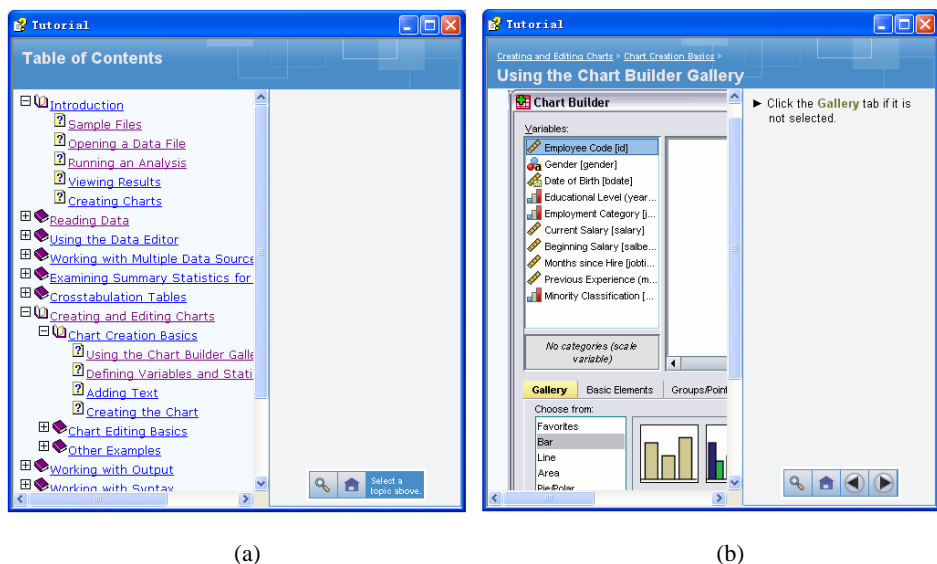 Tutorial
Table of Contents
Introduction
Sample Files
Opening a Data File
Running an Analysis
Viewing Results
Creating Charts
Reading Data
Using the Data Editor
Working with Multiple Data Source
Examining Summary Statistics for
Crosstabulation Tables
Creating and Editing Charts
Chart Creation Basics
Using the Chart Builder Galle
Defining Variables and Stati
Adding Text
Creating the Chart
Chart Editing Basics
Other Examples
Working with Output
Working with Syntax
Select a
topic above.
(a)
Tutorial
Creating and Editing Charts > Chart Creation Basics >
Using the Chart Builder Gallery
Chart Builder
Variables:
Employee Code [id]
Gender [gender]
Date of Birth [bdate]
Educational Level (year...
Employment Category [j...
Current Salary [salary]
Beginning Salary [salbe...
Months since Hire [jobti...
Previous Experience (m...
Minority Classification [...
No categories (scale
variable)
Gallery Basic Elements Groups/Point
Choose from:
Favorites
Bar
Line
Area
Pie/Polar
► Click the Gallery tab if it is
not selected.
(b)